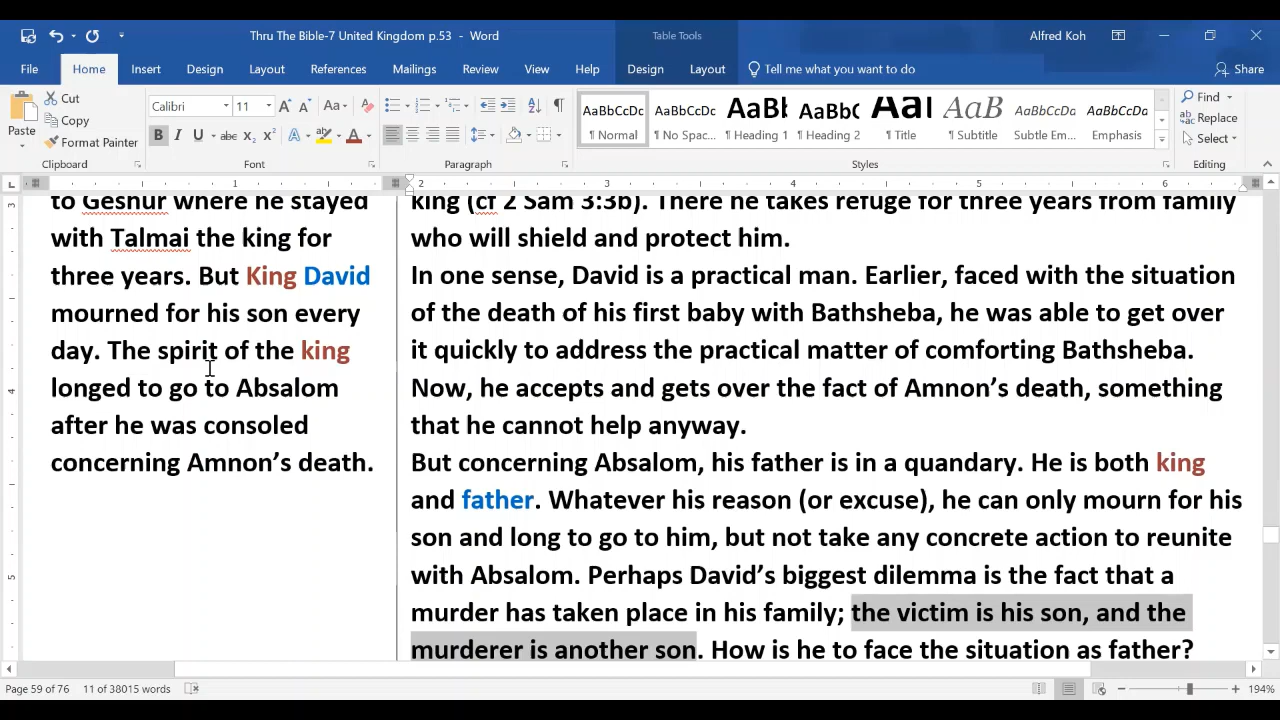 Thru The Bible-7 United Kingdom p.53 - Word
Table Tools
Alfred Koh
File Home Insert Design Layout References Mailings Review View Help Design Layout Tell me what you want to do Share
Paste
Cut
Copy
Format Painter
Clipboard
Calibri 11
Font
Paragraph
AaBbCcDc AaBbCcDc AaBb( AaBbC AaI AaB AaBbCcDc AaBbCcDc
¶ Normal ¶ No Spac... ¶ Heading 1 ¶ Heading 2 ¶ Title ¶ Subtitle Subtle Em... Emphasis
Styles
Find
Replace
Select
Editing
to Geshur where he stayed
with Talmai the king for
three years. But King David
mourned for his son every
day. The spirit of the king
longed to go to Absalom
after he was consoled
concerning Amnon’s death.
king (cf 2 Sam 3:3b). There he takes refuge for three years from family
who will shield and protect him.
In one sense, David is a practical man. Earlier, faced with the situation
of the death of his first baby with Bathsheba, he was able to get over
it quickly to address the practical matter of comforting Bathsheba.
Now, he accepts and gets over the fact of Amnon’s death, something
that he cannot help anyway.
But concerning Absalom, his father is in a quandary. He is both king
and father. Whatever his reason (or excuse), he can only mourn for his
son and long to go to him, but not take any concrete action to reunite
with Absalom. Perhaps David’s biggest dilemma is the fact that a
murder has taken place in his family; the victim is his son, and the
murderer is another son. How is he to face the situation as father?
Page 59 of 76 11 of 38015 words 194%